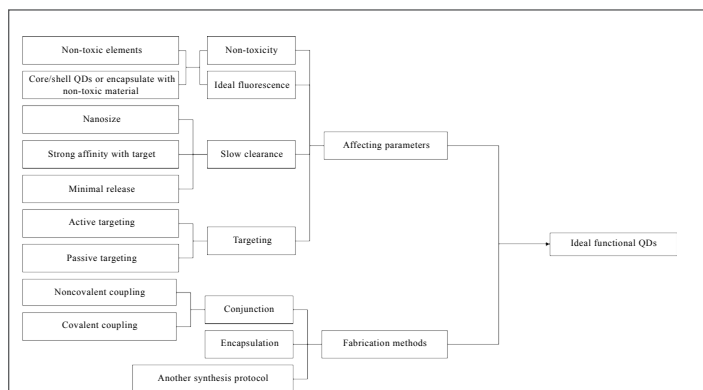 Non-toxic elements
Non-toxicity
Core/shell QDs or encapsulate with
non-toxic material
Ideal fluorescence
Nanosize
Strong affinity with target
Slow clearance
Affecting parameters
Minimal release
Active targeting
Targeting
Passive targeting
Ideal functional QDs
Noncovalent coupling
Conjunction
Covalent coupling
Encapsulation
Fabrication methods
Another synthesis protocol